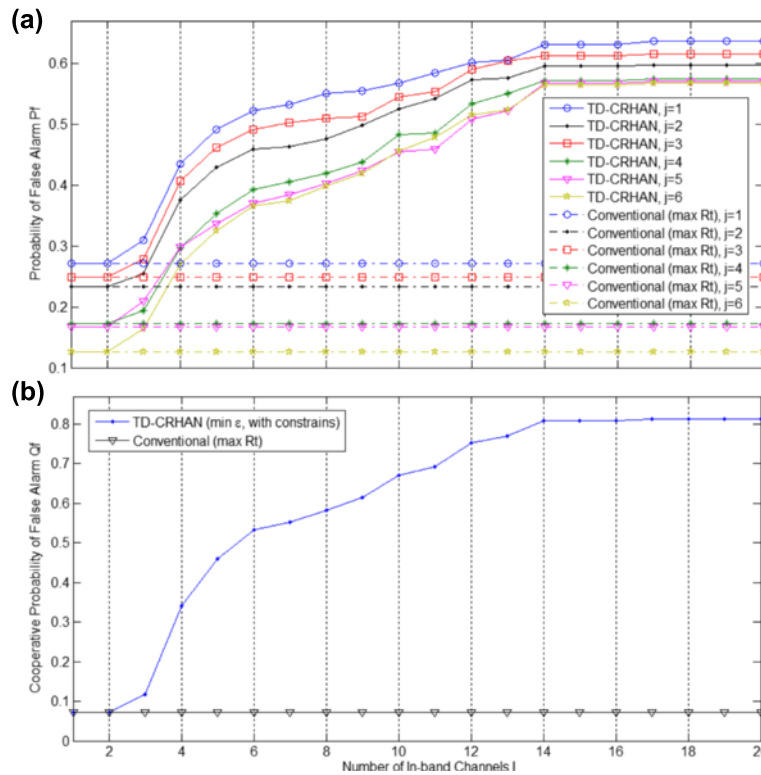 (a)
Probability of False Alarm Pf
0.6
0.5
0.4
0.3
0.2
0.1
TD-CRHAN, j=1
TD-CRHAN, j=2
TD-CRHAN, j=3
TD-CRHAN, j=4
TD-CRHAN, j=5
TD-CRHAN, j=6
Conventional (max Rt), j=1
Conventional (max Rt), j=2
Conventional (max Rt), j=3
Conventional (max Rt), j=4
Conventional (max Rt), j=5
Conventional (max Rt), j=6
(b)
Cooperative Probability of False Alarm Qf
0.8
0.7
0.6
0.5
0.4
0.3
0.2
0.1
0
TD-CRHAN (min ε, with constrains)
Conventional (max Rt)
2 4 6 8 10 12 14 16 18 20
Number of In-band Channels I